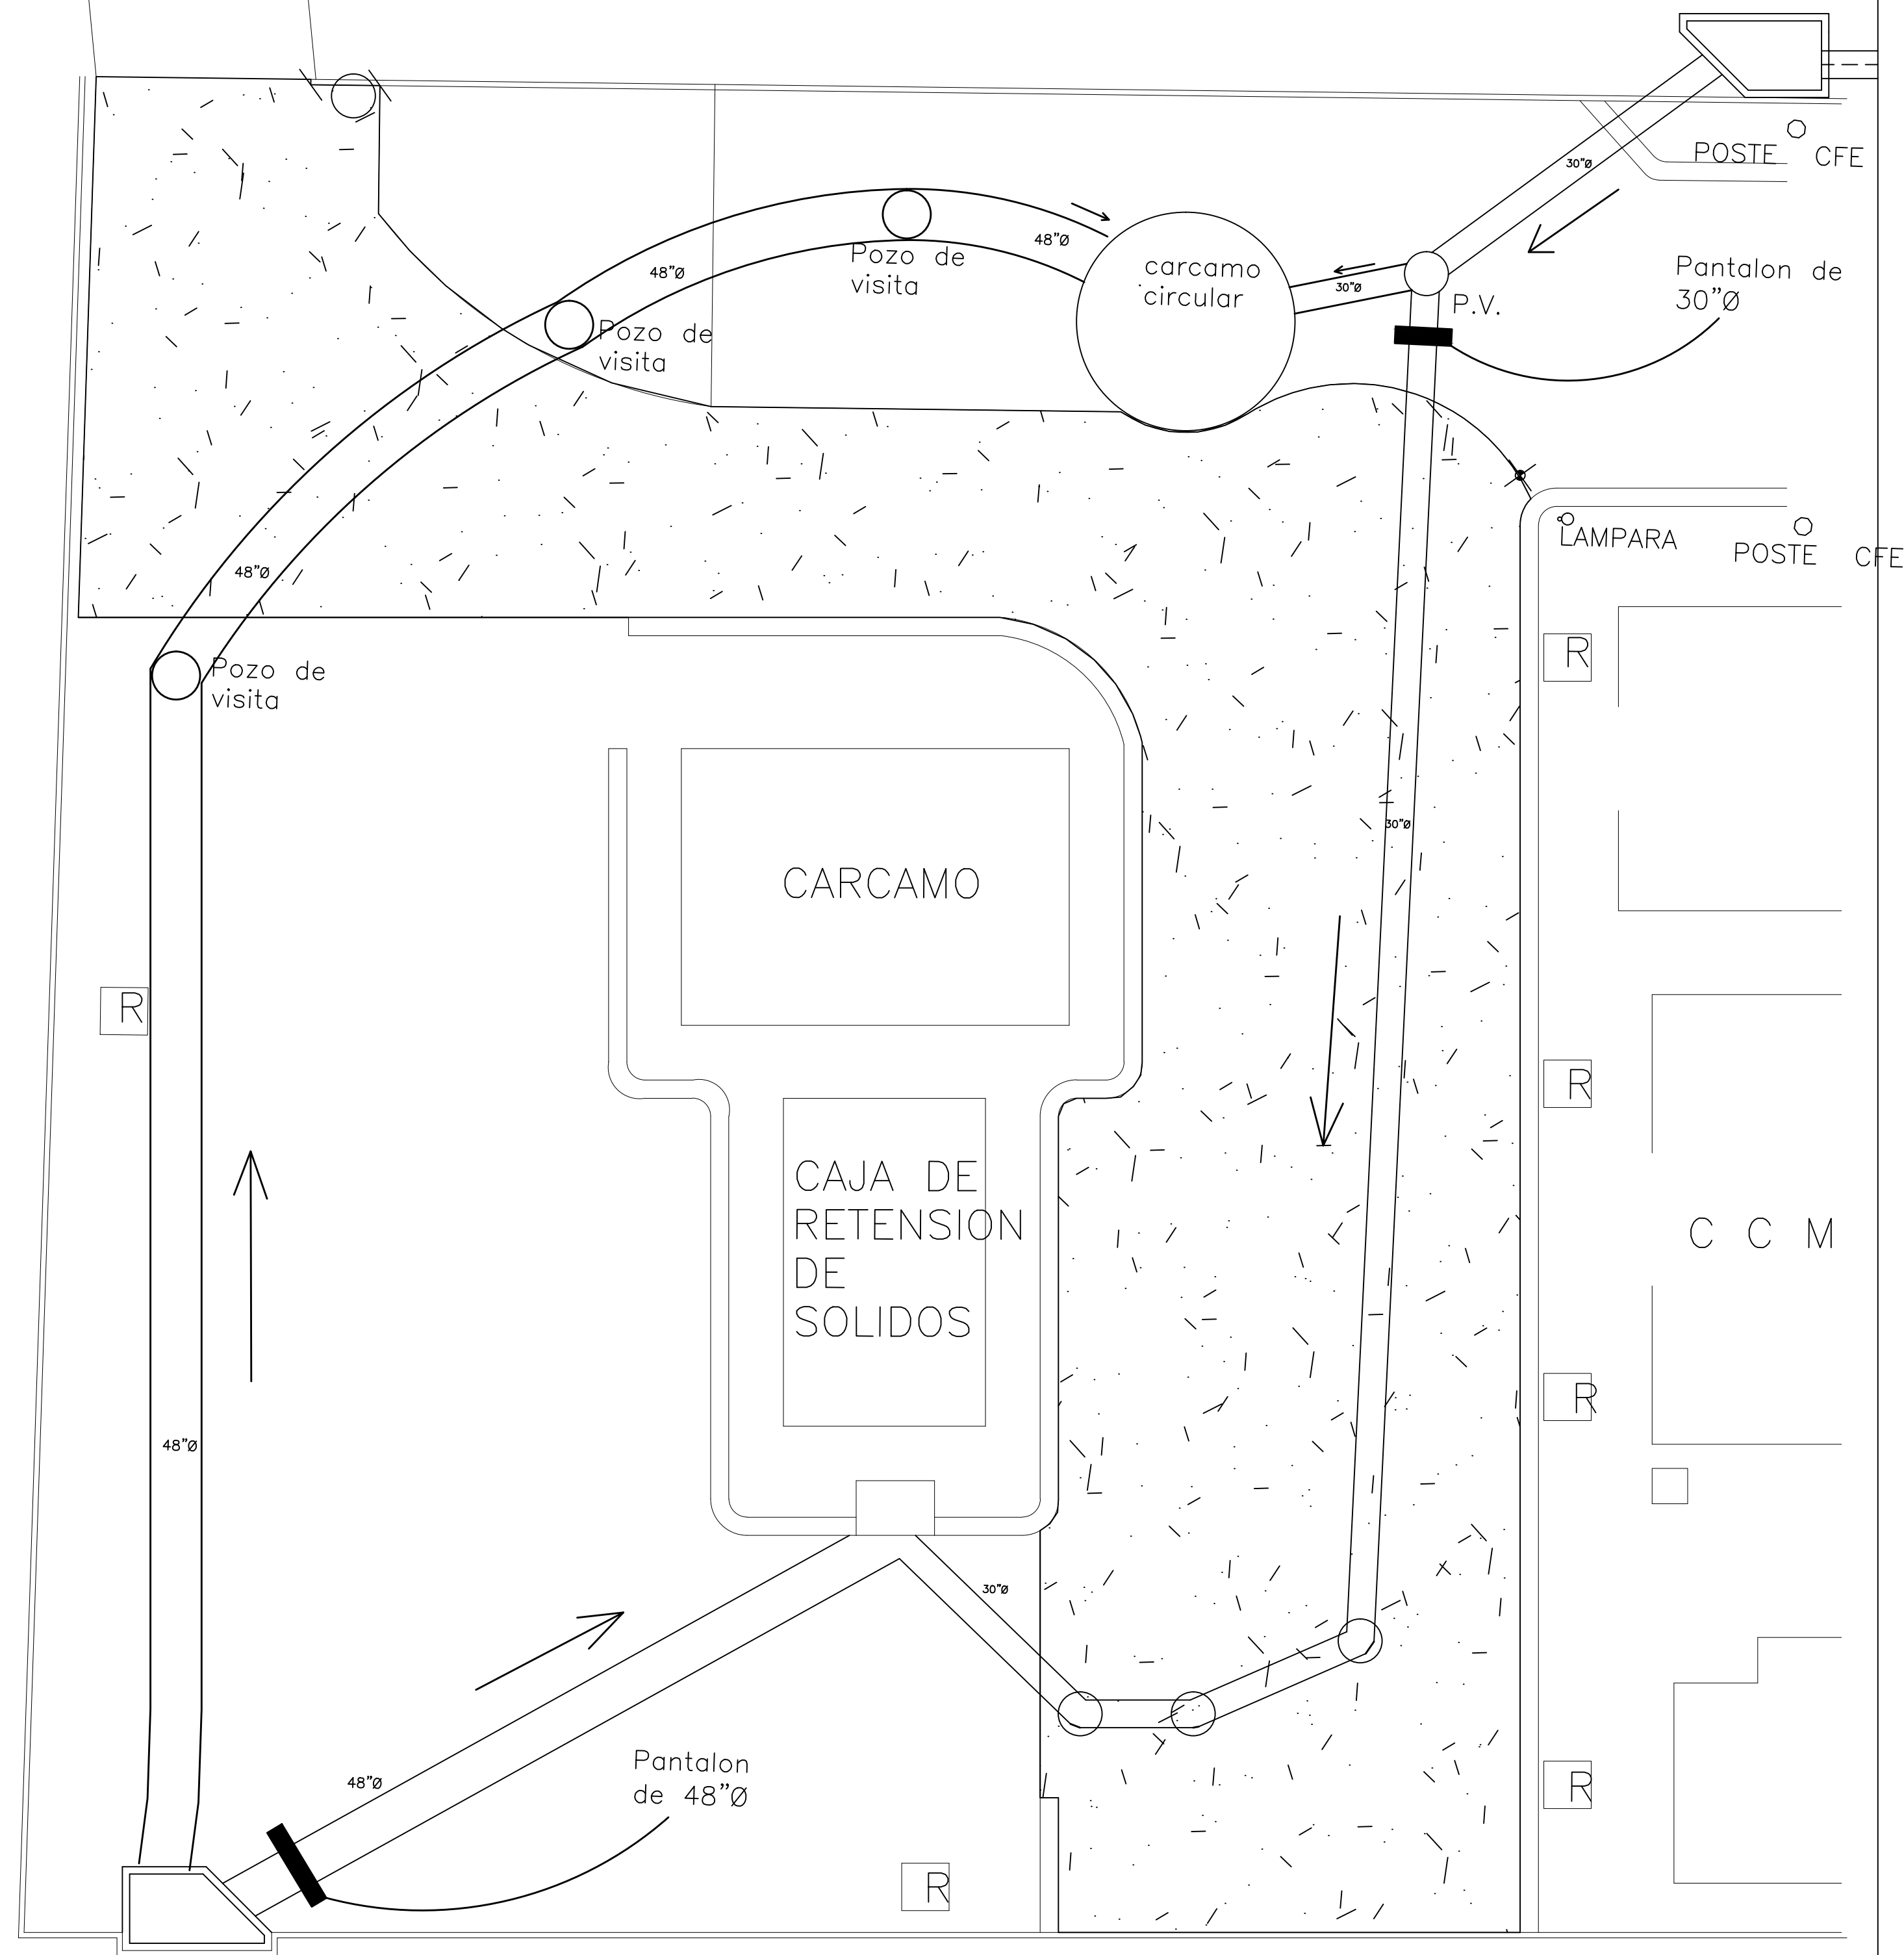 30"Ø
POSTE CFE
Pozo de
visita
48"Ø
48"Ø
carcamo
circular
30"Ø
Pantalon de
30"Ø
P.V.
Pozo de
visita
LAMPARA
POSTE CFE
48"Ø
R
Pozo de
visita
30"Ø
CARCAMO
R
R
CAJA DE
RETENSION
DE
SOLIDOS
C C M
R
48"Ø
30"Ø
48"Ø
Pantalon
de 48"Ø
R
R